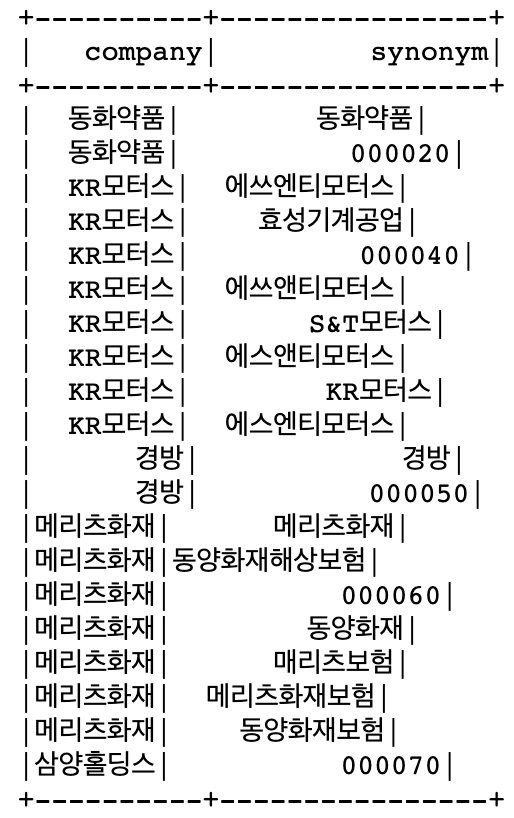 +----------+----------------+
|   company|         synonym|
+----------+----------------+
|   동화약품|         동화약품|
|   동화약품|          000020|
|   KR모터스|    에쓰엔티모터스|
|   KR모터스|      효성기계공업|
|   KR모터스|          000040|
|   KR모터스|    에쓰앤티모터스|
|   KR모터스|        S&T모터스|
|   KR모터스|    에스앤티모터스|
|   KR모터스|         KR모터스|
|   KR모터스|    에스엔티모터스|
|      경방|            경방|
|      경방|          000050|
|메리츠화재|       메리츠화재|
|메리츠화재|동양화재해상보험|
|메리츠화재|          000060|
|메리츠화재|         동양화재|
|메리츠화재|       매리츠보험|
|메리츠화재|   메리츠화재보험|
|메리츠화재|     동양화재보험|
|삼양홀딩스|          000070|
+----------+----------------+